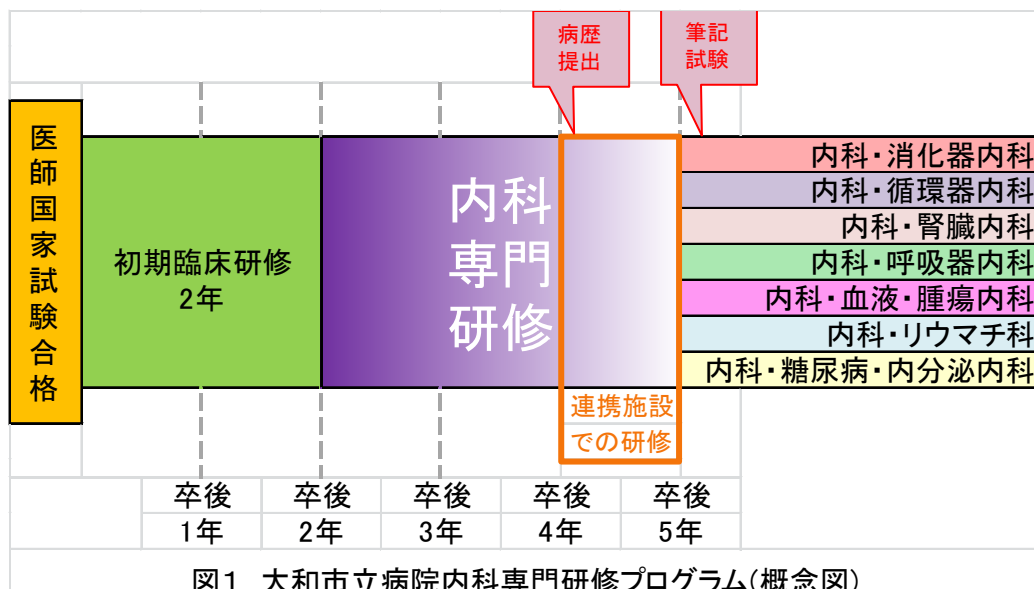 病歴
提出
筆記
試験
医師国家試験合格
初期臨床研修
2年
内科
専門
研修
内科・消化器内科
内科・循環器内科
内科・腎臓内科
内科・呼吸器内科
内科・血液・腫瘍内科
内科・リウマチ科
内科・糖尿病・内分泌内科
連携施設
での研修
卒後 卒後 卒後 卒後 卒後
1年 2年 3年 4年 5年
図1 大和市立病院内科専門研修プログラム(概念図)